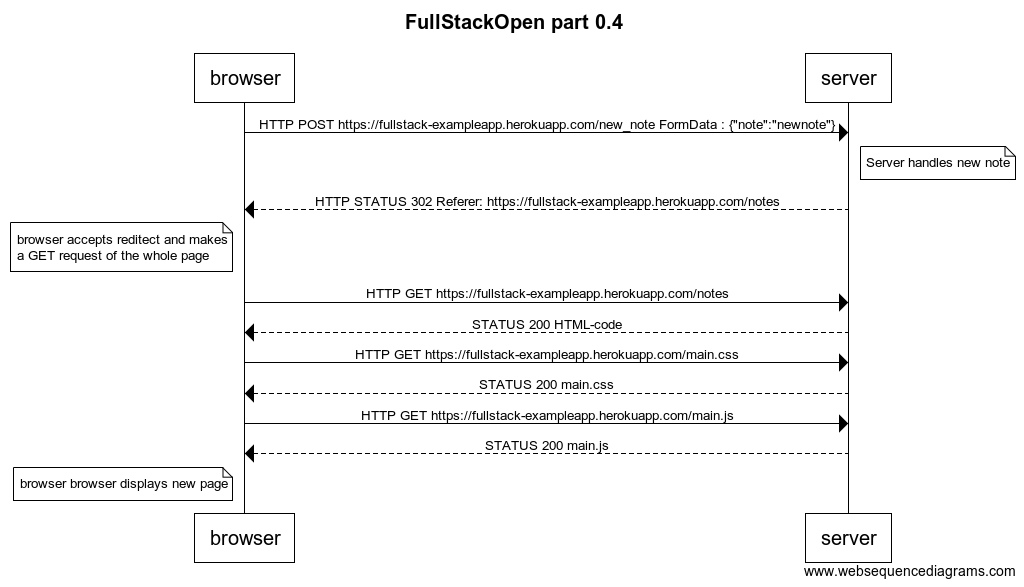 FullStackOpen part 0.4
browser
server
HTTP POST https://fullstack-exampleapp.herokuapp.com/new_note FormData : {"note":"newnote"}
Server handles new note
HTTP STATUS 302 Referer: https://fullstack-exampleapp.herokuapp.com/notes
browser accepts reditect and makes
a GET request of the whole page
HTTP GET https://fullstack-exampleapp.herokuapp.com/notes
STATUS 200 HTML-code
HTTP GET https://fullstack-exampleapp.herokuapp.com/main.css
STATUS 200 main.css
HTTP GET https://fullstack-exampleapp.herokuapp.com/main.js
STATUS 200 main.js
browser browser displays new page
browser
server
www.websequencediagrams.com